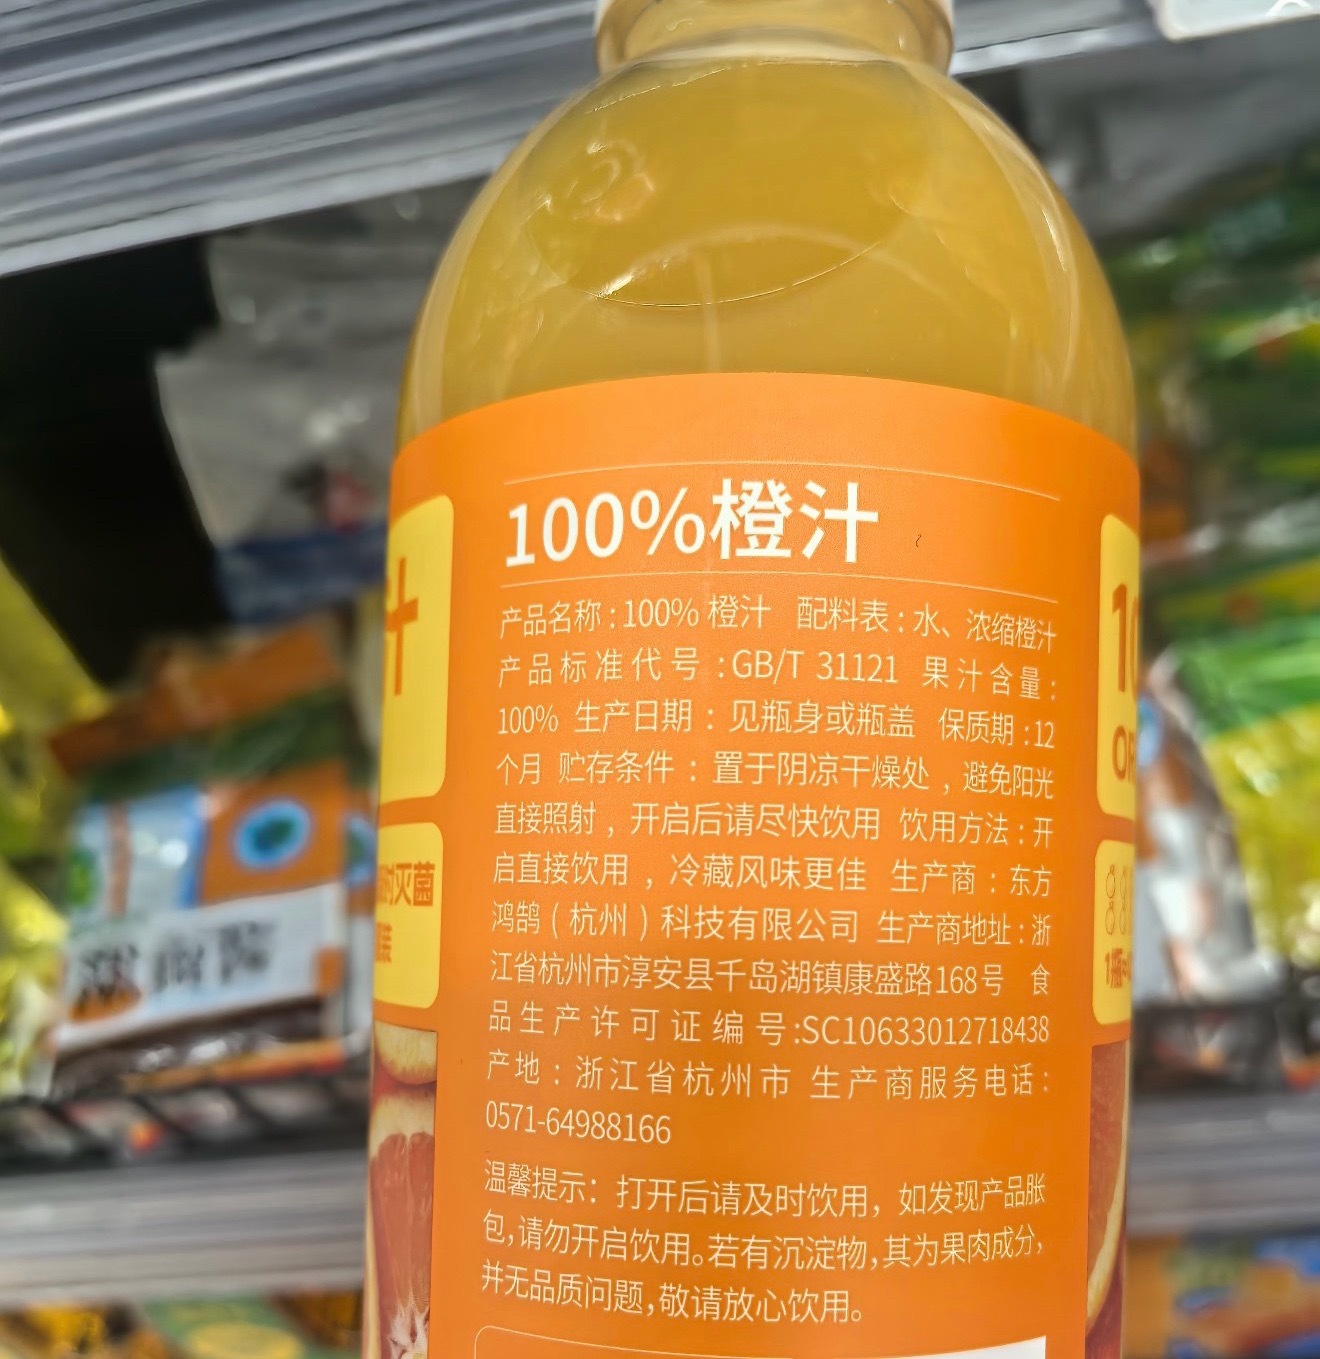 100%橙汁
产品名称：100% 橙汁 配料表：水、浓缩橙汁
产品标准代号：GB/T 31121 果汁含量：
100% 生产日期：见瓶身或瓶盖 保质期：12
个月 贮存条件：置于阴凉干燥处，避免阳光
直接照射，开启后请尽快饮用 饮用方法：开
启直接饮用，冷藏风味更佳 生产商：东方
鸿鹄（杭州）科技有限公司 生产商地址：浙
江省杭州市淳安县千岛湖镇康盛路168号 食
品生产许可证编号:SC10633012718438
产地：浙江省杭州市 生产商服务电话：
0571-64988166
温馨提示：打开后请及时饮用，如发现产品胀
包，请勿开启饮用。若有沉淀物，其为果肉成分，
并无品质问题，敬请放心饮用。
汁
时灭菌
装
10
OR
1瓶≈